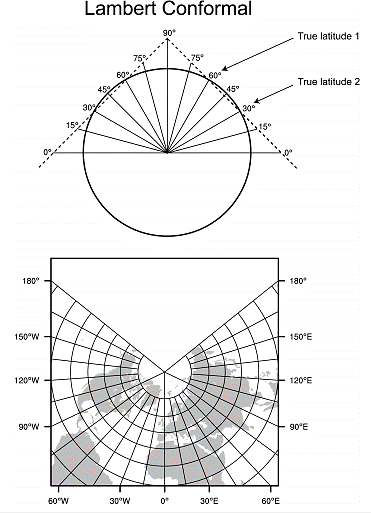 Lambert Conformal
90°
True latitude 1
75° 75°
60° 60°
True latitude 2
45° 45°
30° 30°
15° 15°
0° 0°
180° 180°
150°W 150°E
120°W 120°E
90°W 90°E
60°W 30°W 0° 30°E 60°E